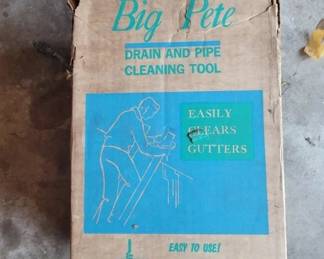 Big Pete
DRAIN AND PIPE
CLEANING TOOL
EASILY
CLEARS
GUTTERS
EASY TO USE!